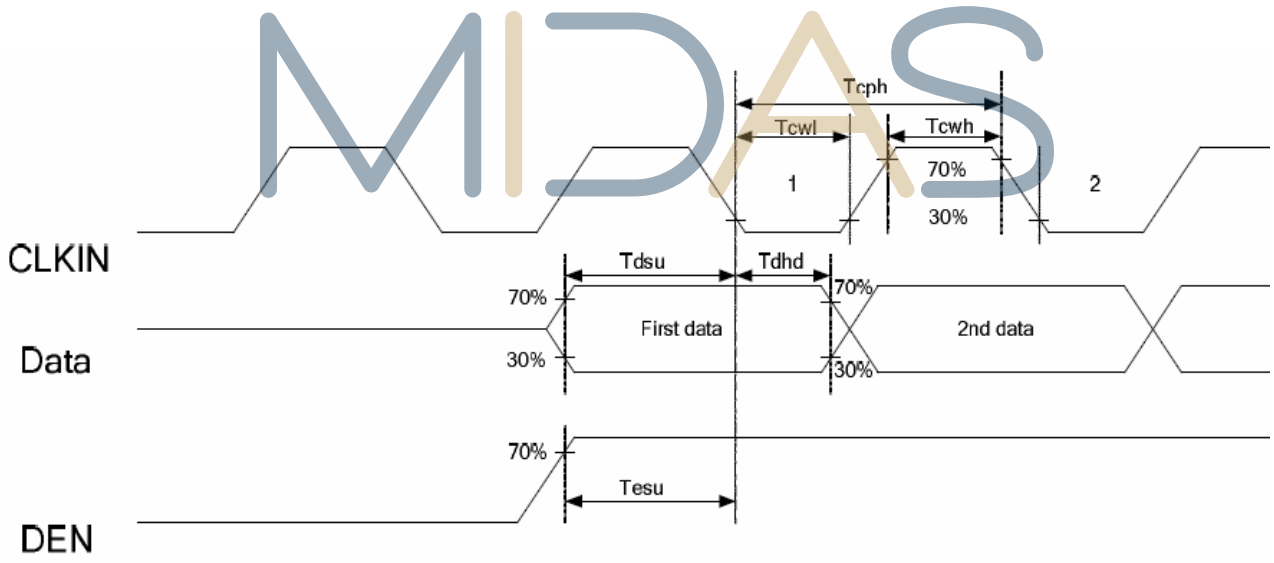 MIDAS
Tcph
Tcwl
Tcwh
1
70%
2
30%
CLKIN
Tdsu
Tdhd
70%
70%
First data
2nd data
Data
30%
30%
70%
Tesu
DEN